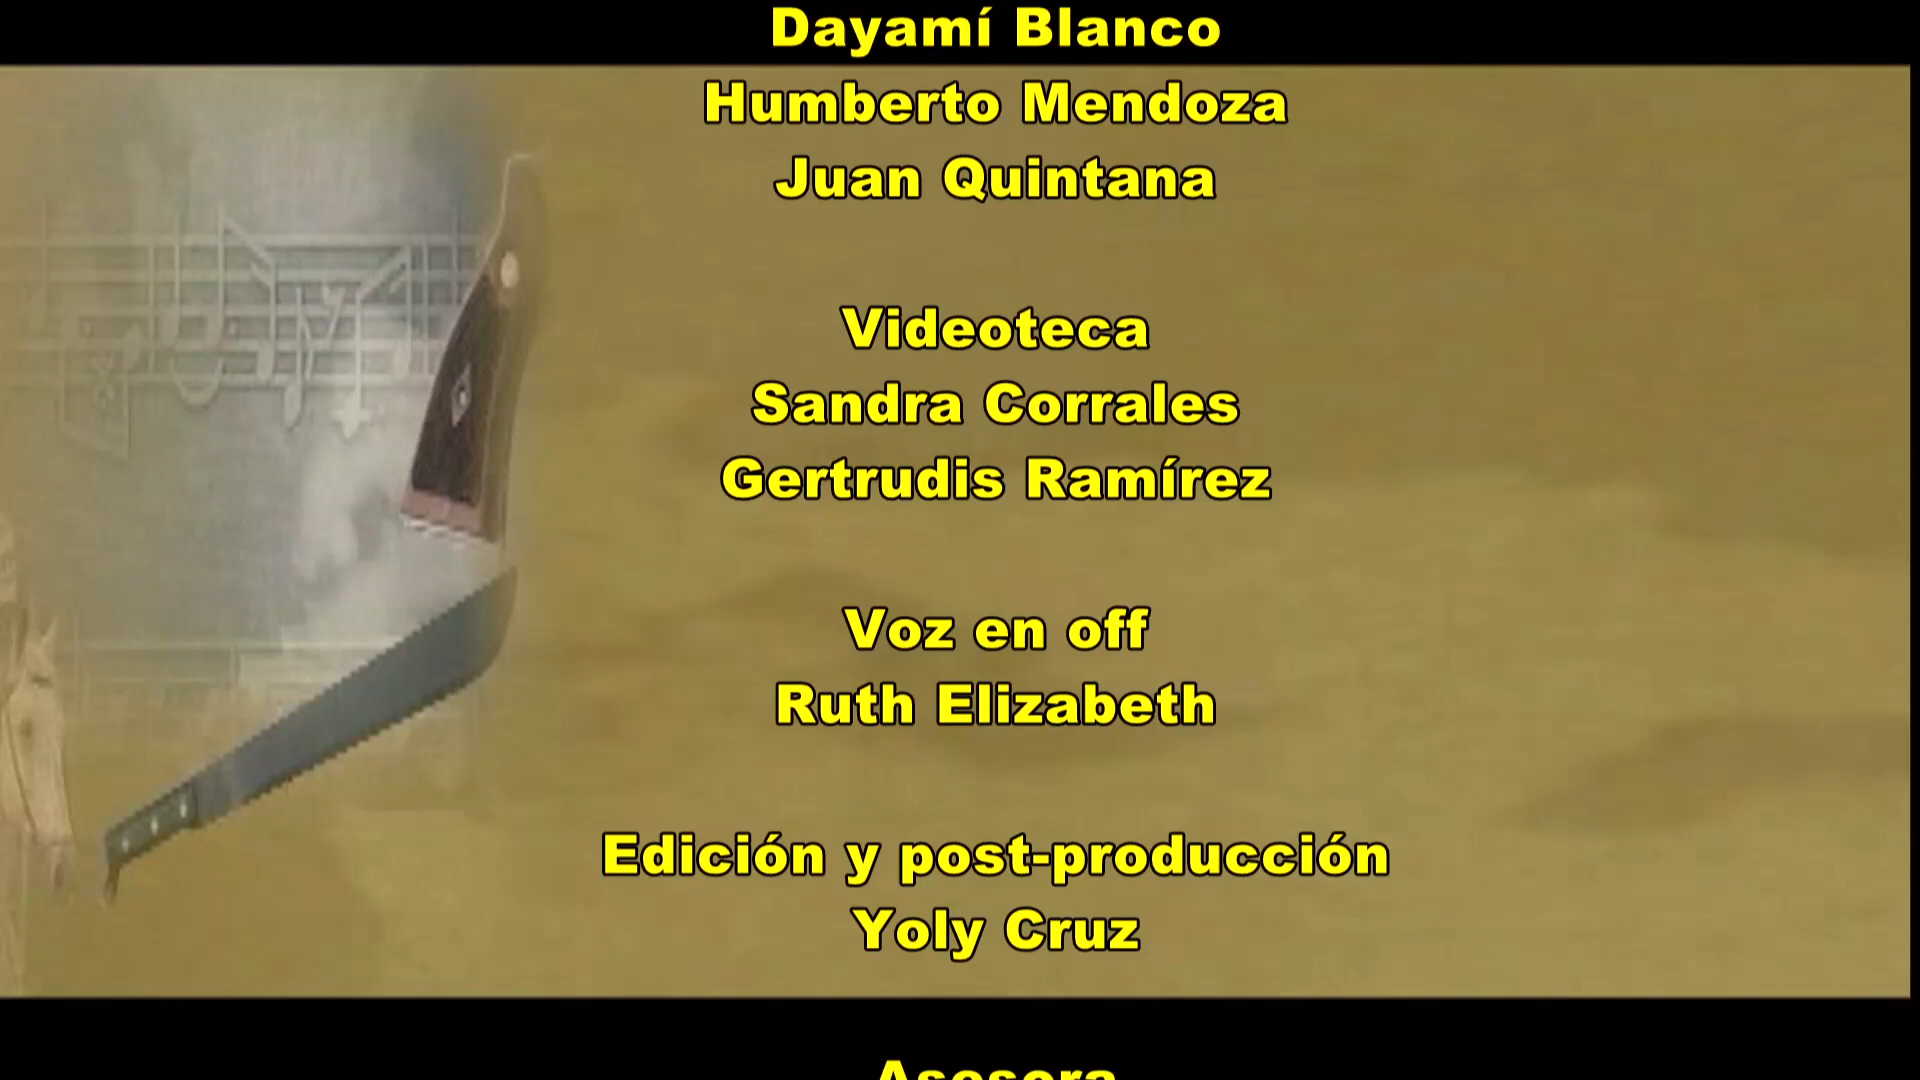 Dayamí Blanco
Humberto Mendoza
Juan Quintana
Videoteca
Sandra Corrales
Gertrudis Ramírez
Voz en off
Ruth Elizabeth
Edición y post-producción
Yoly Cruz
Asesora